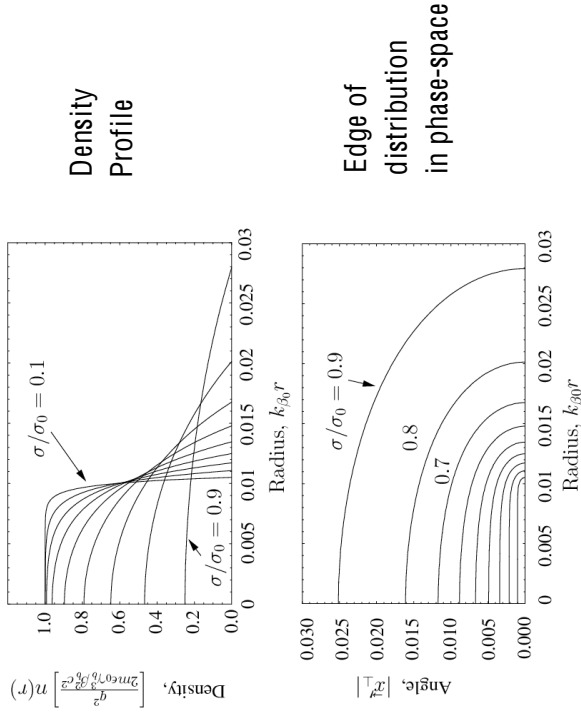 Density Profile
Density, [q²/2mε₀γ_b³β_b²c²] n(r)
1.0
0.8
0.6
0.4
0.2
0.0
σ/σ₀ = 0.1
σ/σ₀ = 0.9
0
0.005
0.01
0.015
0.02
0.025
0.03
Radius, k_β₀r
Edge of
distribution
in phase-space
Angle, |x⃗′_⊥|
0.030
0.025
0.020
0.015
0.010
0.005
0.000
σ/σ₀ = 0.9
0.8
0.7
0
0.005
0.01
0.015
0.02
0.025
0.03
Radius, k_β0r